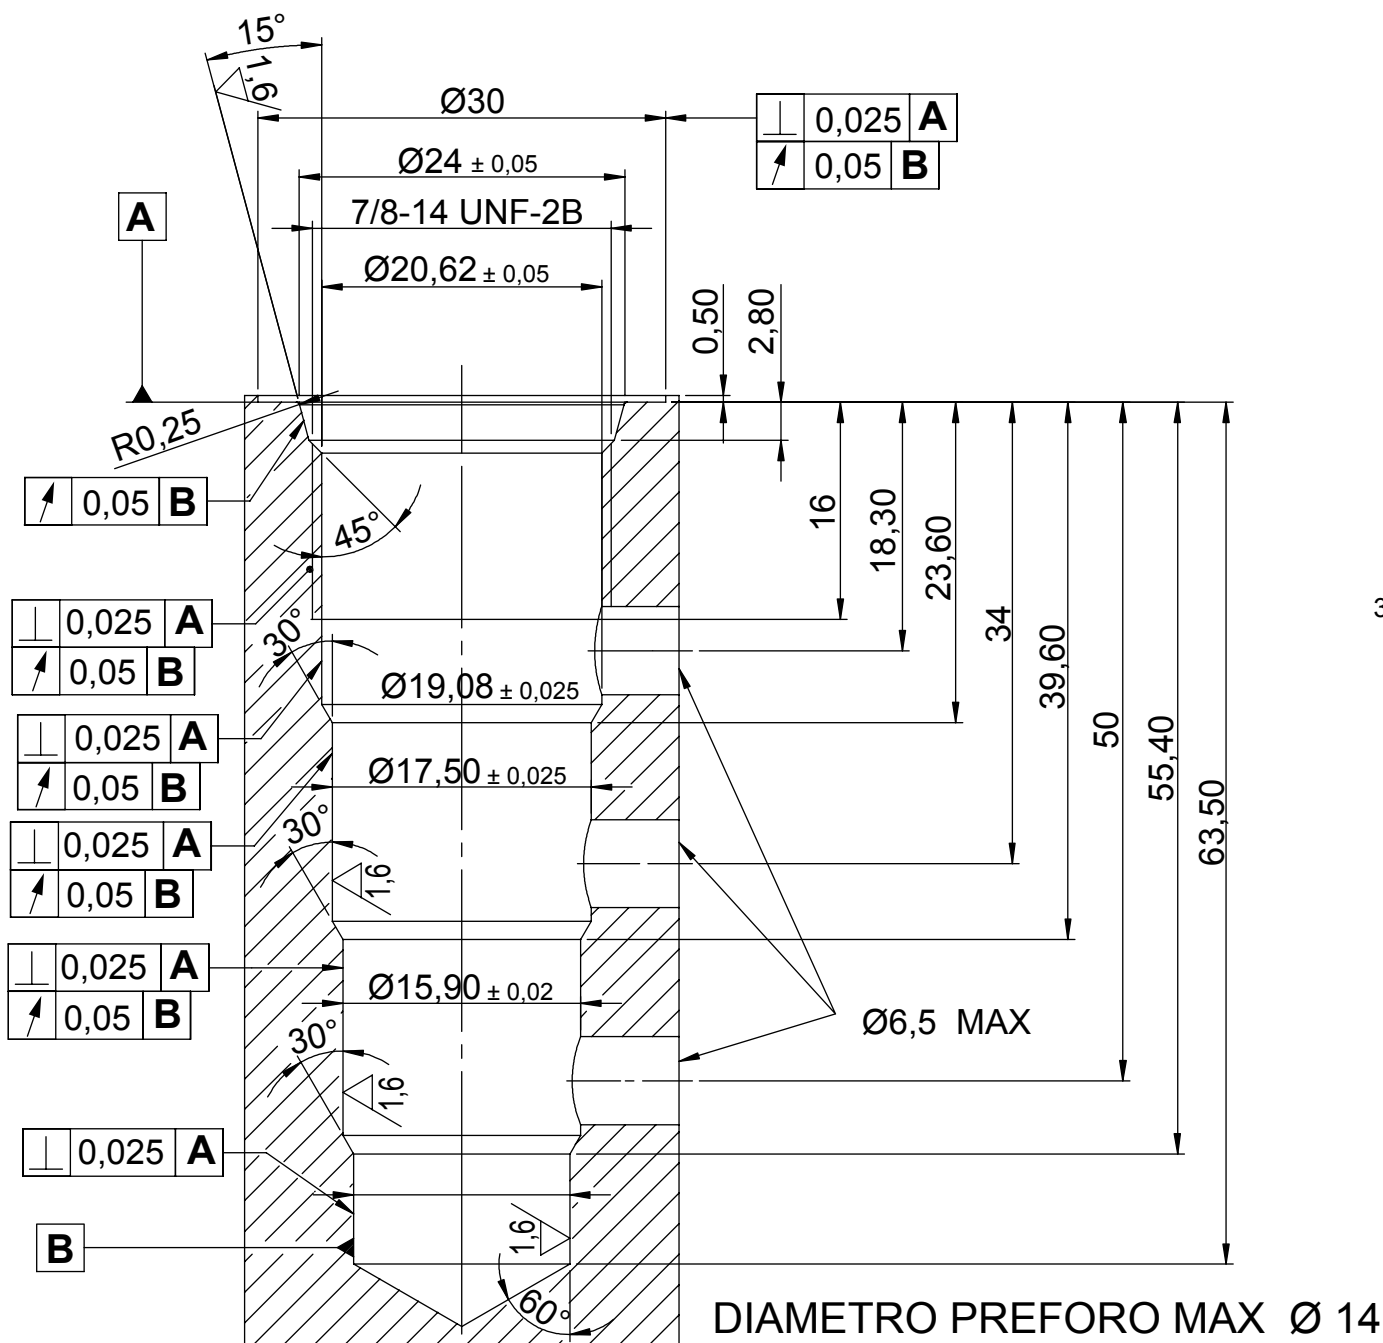 15°
1,6
Ø30
⊥ 0,025 A
↗ 0,05 B
Ø24 ± 0,05
A
7/8-14 UNF-2B
Ø20,62 ± 0,05
0,50
2,80
R0,25
↗ 0,05 B
45°
16
18,30
23,60
34
39,60
50
55,40
63,50
3
⊥ 0,025 A
↗ 0,05 B
30°
Ø19,08 ± 0,025
⊥ 0,025 A
↗ 0,05 B
Ø17,50 ± 0,025
⊥ 0,025 A
↗ 0,05 B
30°
1,6
⊥ 0,025 A
↗ 0,05 B
Ø15,90 ± 0,02
Ø6,5 MAX
30°
1,6
⊥ 0,025 A
B
1,6
60°
DIAMETRO PREFORO MAX Ø 14